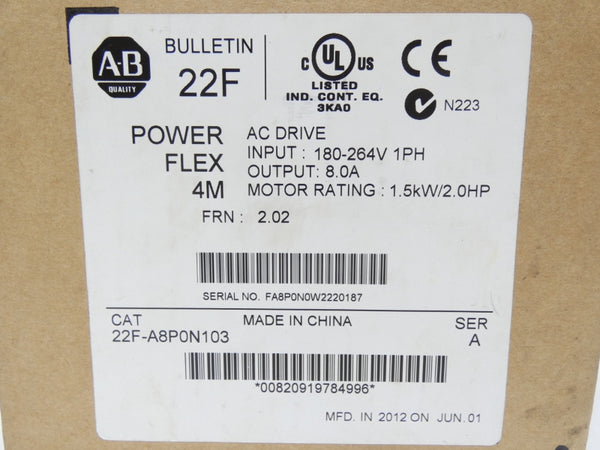 A-B
QUALITY
BULLETIN
22F
C UL US
LISTED
IND. CONT. EQ.
3KA0
CE
N223
POWER
FLEX
4M
AC DRIVE
INPUT : 180-264V 1PH
OUTPUT: 8.0A
MOTOR RATING : 1.5kW/2.0HP
FRN : 2.02
SERIAL NO. FA8P0N0W2220187
CAT
22F-A8P0N103
MADE IN CHINA
SER
A
*00820919784996*
MFD. IN 2012 ON JUN.01